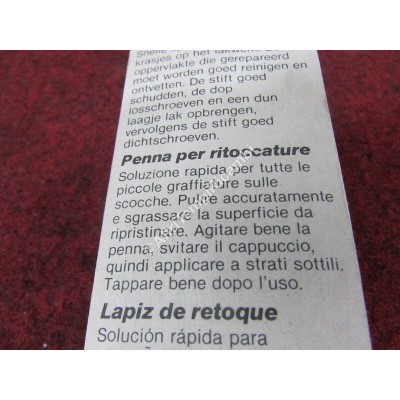 krasjes op het lakwerk.
oppervlakte die gerepareerd
moet worden goed reinigen en
ontvetten. De stift goed
schudden, de dop
losschroeven en een dun
laagje lak opbrengen,
vervolgens de stift goed
dichtschroeven.
Penna per ritoccature
Soluzione rapida per tutte le
piccole graffiature sulle
scocche. Pulire accuratamente
e sgrassare la superficie da
ripristinare. Agitare bene la
penna, svitare il cappuccio,
quindi applicare a strati sottili.
Tappare bene dopo l'uso.
Lapiz de retoque
Solución rápida para